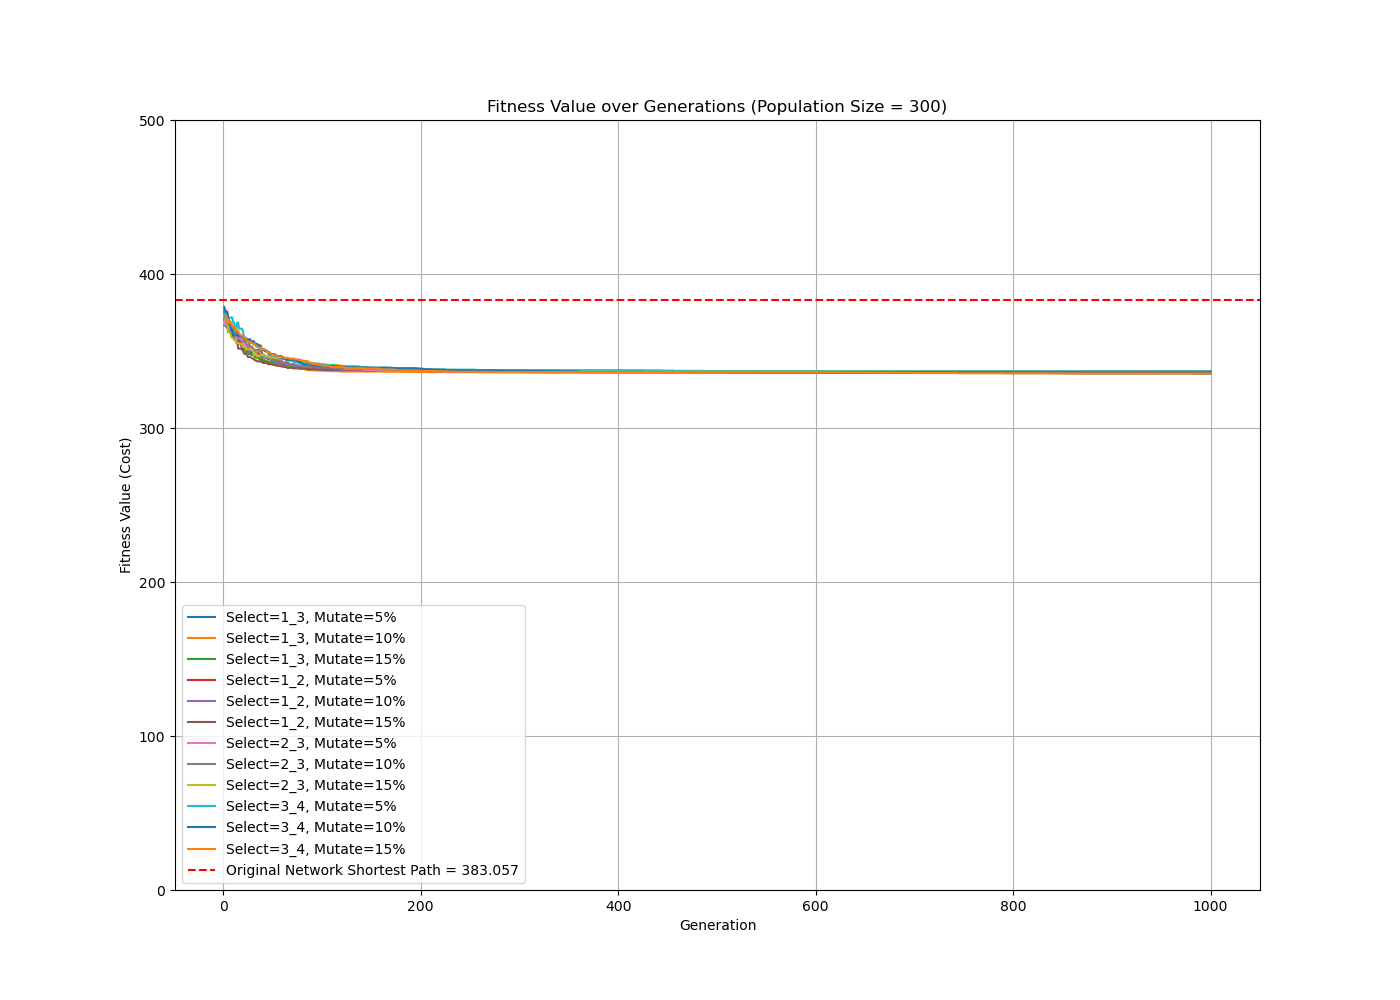 Fitness Value over Generations (Population Size = 300)
500
400
300
200
100
0
Fitness Value (Cost)
Select=1_3, Mutate=5%
Select=1_3, Mutate=10%
Select=1_3, Mutate=15%
Select=1_2, Mutate=5%
Select=1_2, Mutate=10%
Select=1_2, Mutate=15%
Select=2_3, Mutate=5%
Select=2_3, Mutate=10%
Select=2_3, Mutate=15%
Select=3_4, Mutate=5%
Select=3_4, Mutate=10%
Select=3_4, Mutate=15%
Original Network Shortest Path = 383.057
0 200 400 600 800 1000
Generation